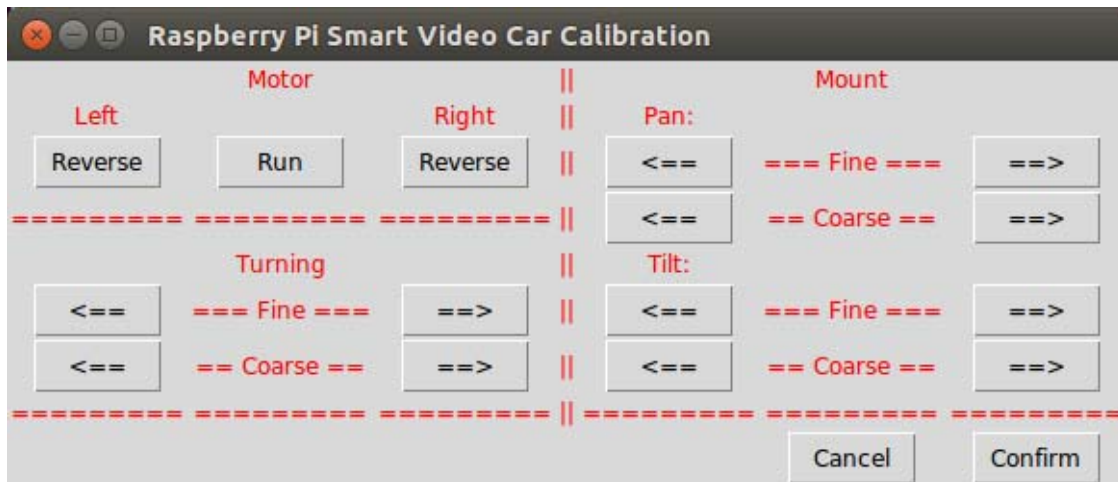 Raspberry Pi Smart Video Car Calibration
Motor || Mount
Left Right || Pan:
Reverse Run Reverse || <== === Fine === ==>
========= ========= ========= || <== == Coarse == ==>
Turning || Tilt:
<== === Fine === ==> || <== === Fine === ==>
<== == Coarse == ==> || <== == Coarse == ==>
========= ========= ========= || ========= ========= =========
Cancel Confirm